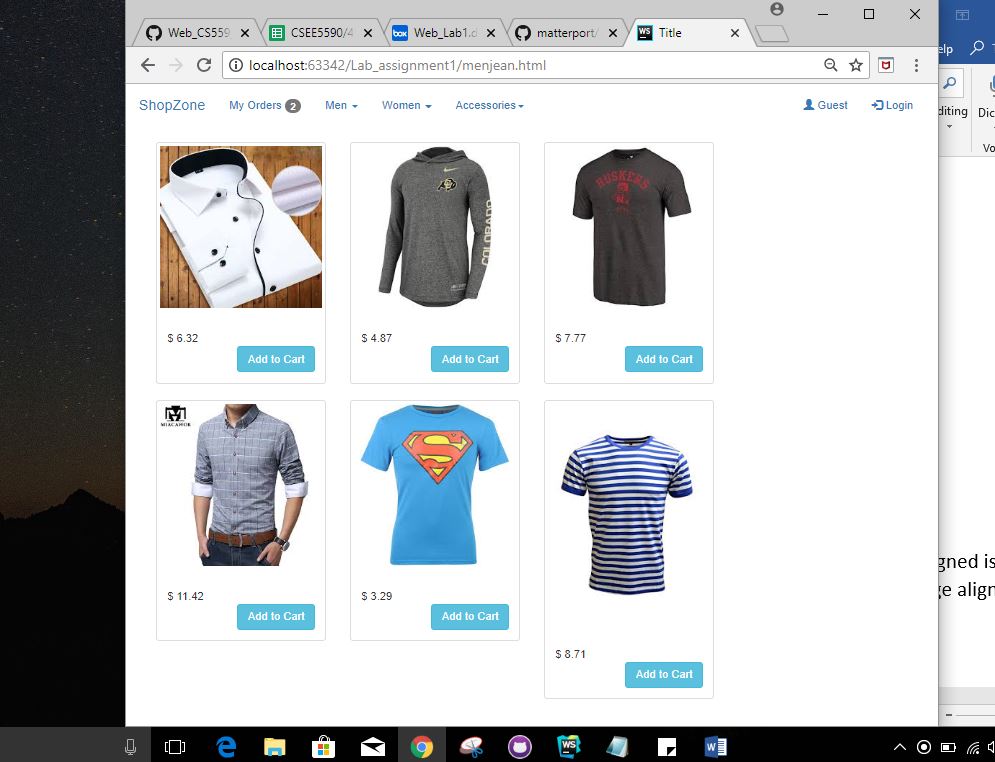 Web_CS559
CSEE5590/4
Web_Lab1.d
matterport/
Title
localhost:63342/Lab_assignment1/menjean.html
elp
ShopZone
My Orders 2
Men
Women
Accessories
Guest
Login
diting
Dic
Vo
HUSKERS
COLORADO
$ 6.32
$ 4.87
$ 7.77
Add to Cart
Add to Cart
Add to Cart
MIACAWOR
$ 11.42
$ 3.29
Add to Cart
Add to Cart
gned is
ge align
$ 8.71
Add to Cart